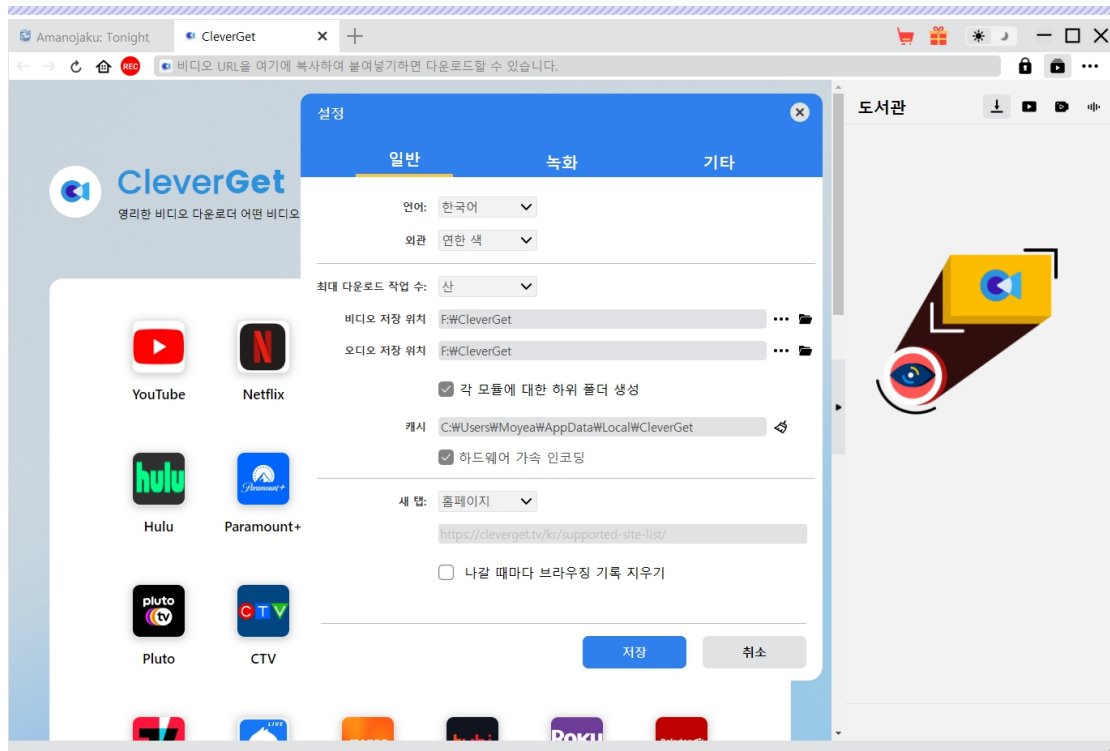 Amanojaku: Tonight
CleverGet
REC
비디오 URL을 여기에 복사하여 붙여넣기하면 다운로드할 수 있습니다.
CleverGet
영리한 비디오 다운로더 어떤 비디오
설정
일반 녹화 기타
언어: 한국어
외관 연한 색
최대 다운로드 작업 수: 산
비디오 저장 위치 F:₩CleverGet
오디오 저장 위치 F:₩CleverGet
각 모듈에 대한 하위 폴더 생성
캐시 C:₩Users₩Moyea₩AppData₩Local₩CleverGet
하드웨어 가속 인코딩
새 탭: 홈페이지
https://cleverget.tv/kr/supported-site-list/
나갈 때마다 브라우징 기록 지우기
저장 취소
도서관
N
YouTube Netflix
hulu Paramount+
Hulu Paramount+
pluto tv CTV
Pluto CTV
LIVE